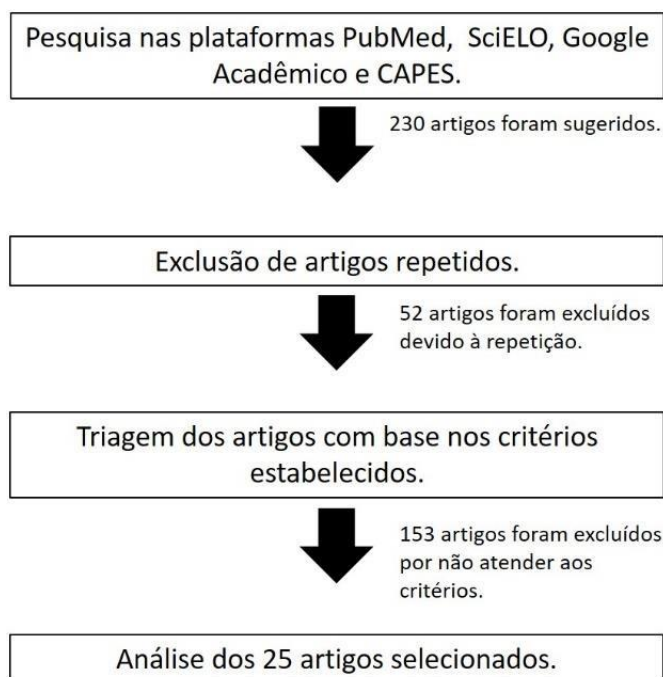 Pesquisa nas plataformas PubMed, SciELO, Google
Acadêmico e CAPES.
230 artigos foram sugeridos.
Exclusão de artigos repetidos.
52 artigos foram excluídos
devido à repetição.
Triagem dos artigos com base nos critérios
estabelecidos.
153 artigos foram excluídos
por não atender aos
critérios.
Análise dos 25 artigos selecionados.